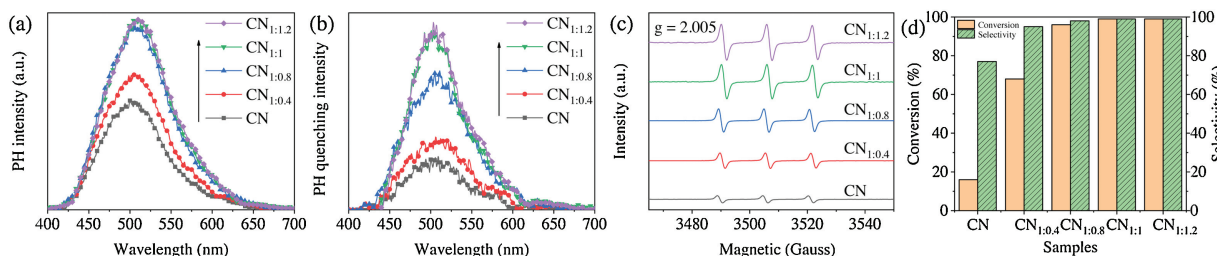 (a)
PH intensity (a.u.)
CN1:1.2
CN1:1
CN1:0.8
CN1:0.4
CN
400 450 500 550 600 650 700
Wavelength (nm)
(b)
PH quenching intensity
CN1:1.2
CN1:1
CN1:0.8
CN1:0.4
CN
400 450 500 550 600 650 700
Wavelength (nm)
(c)
Intensity (a.u.)
g = 2.005
CN1:1.2
CN1:1
CN1:0.8
CN1:0.4
CN
3480 3500 3520 3540
Magnetic (Gauss)
(d)
Conversion (%)
100
80
60
40
20
0
Conversion
Selectivity
100
80
60
40
20
0
Selectivity (%)
CN CN1:0.4 CN1:0.8 CN1:1 CN1:1.2
Samples